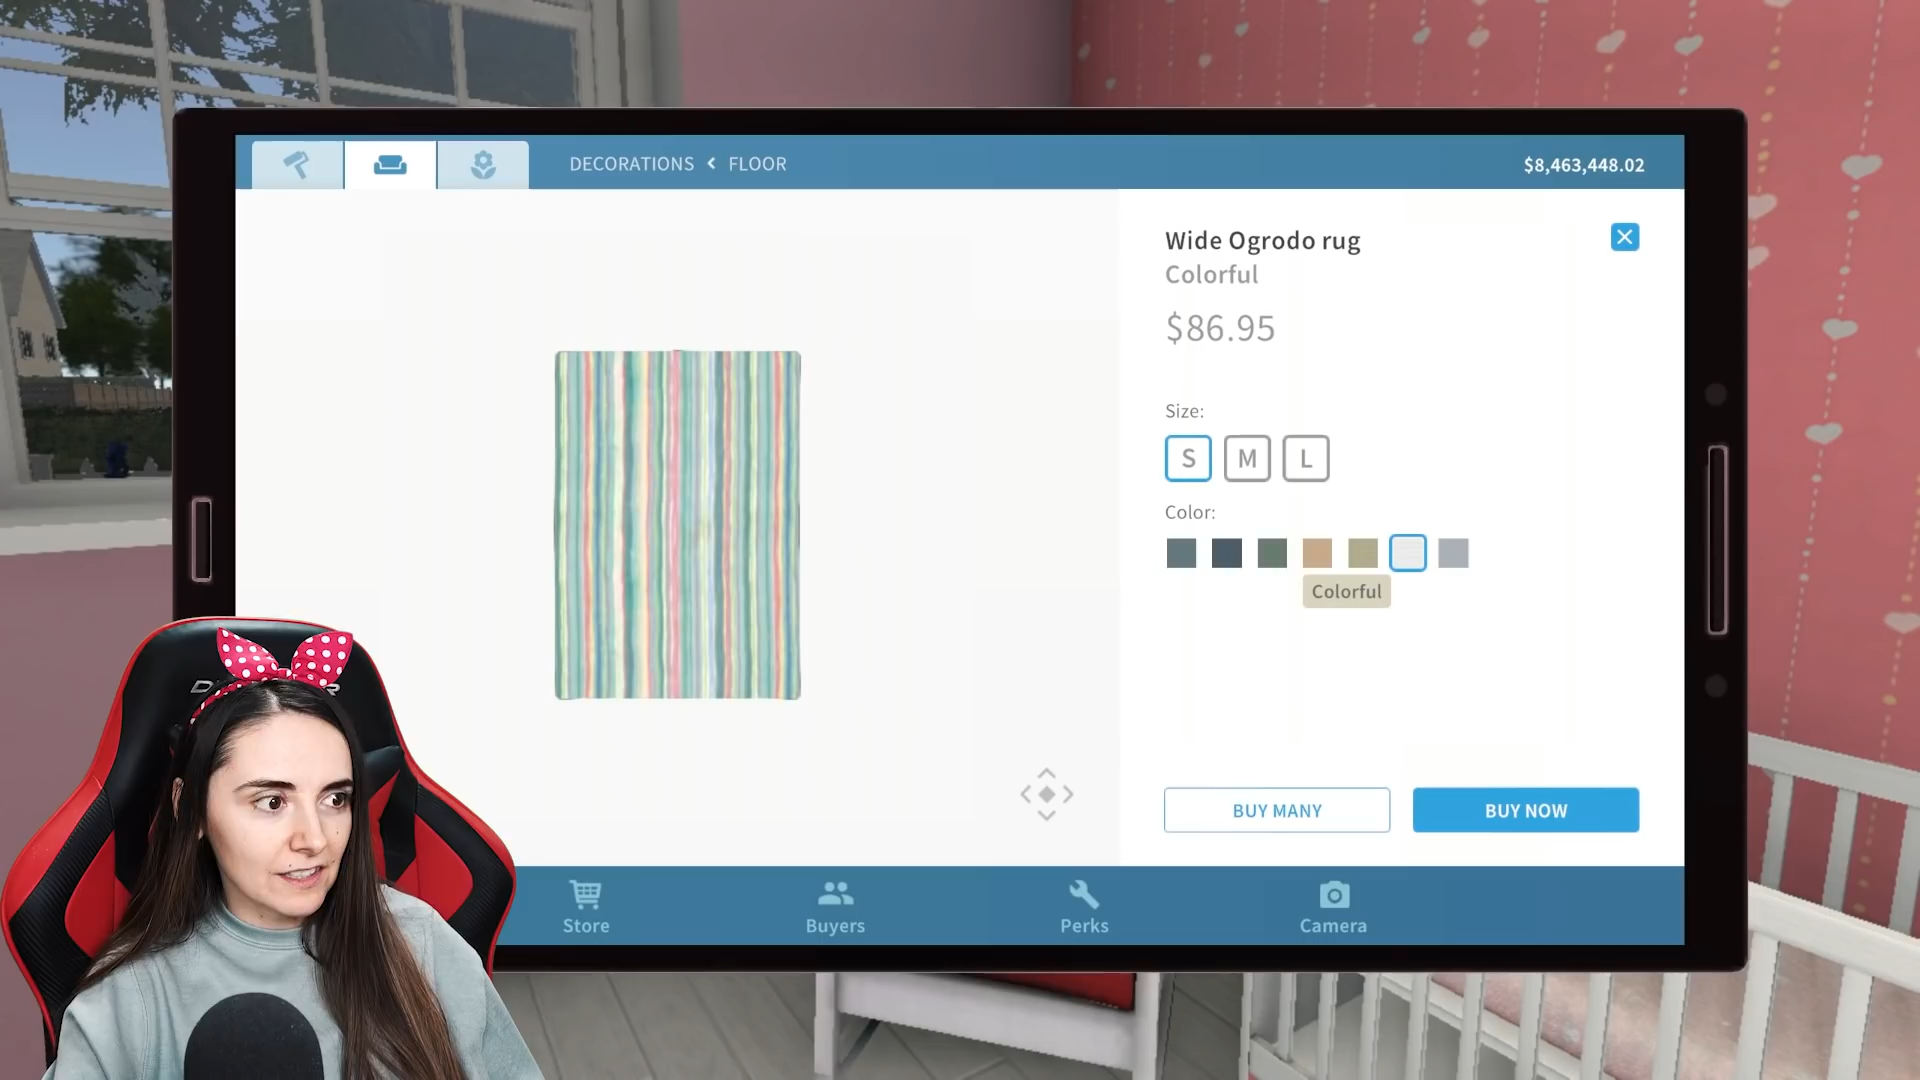 DECORATIONS < FLOOR
$8,463,448.02
Wide Ogrodo rug
Colorful
$86.95
Size:
S M L
Color:
Colorful
BUY MANY
BUY NOW
Store
Buyers
Perks
Camera